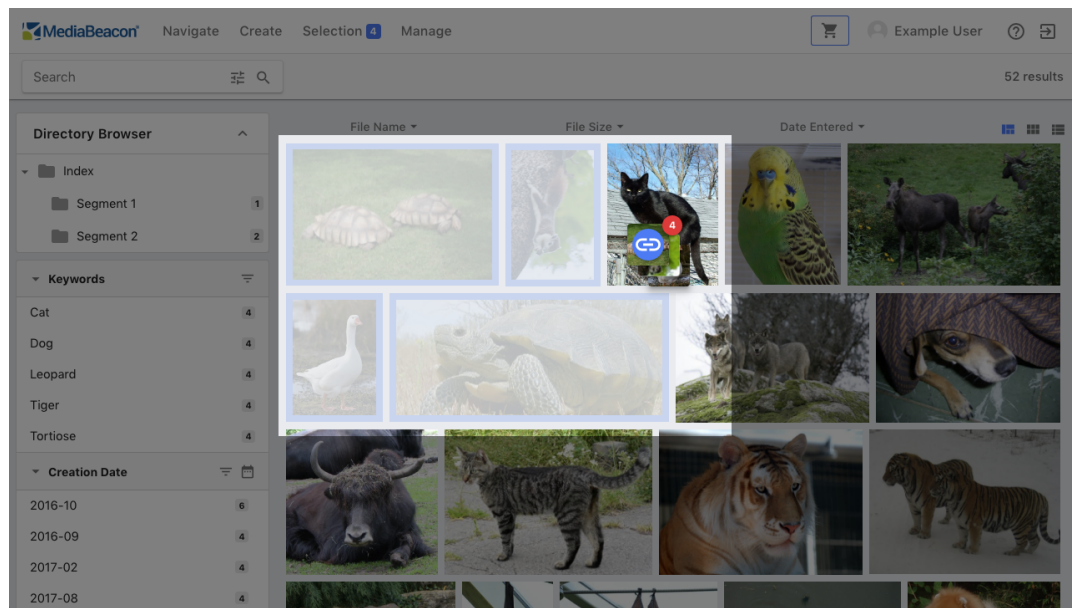 MediaBeacon® Navigate Create Selection 4 Manage Example User
Search 52 results
Directory Browser File Name File Size Date Entered
Index
Segment 1 1
Segment 2 2
4
Keywords
Cat 4
Dog 4
Leopard 4
Tiger 4
Tortiose 4
Creation Date
2016-10 6
2016-09 4
2017-02 4
2017-08 4